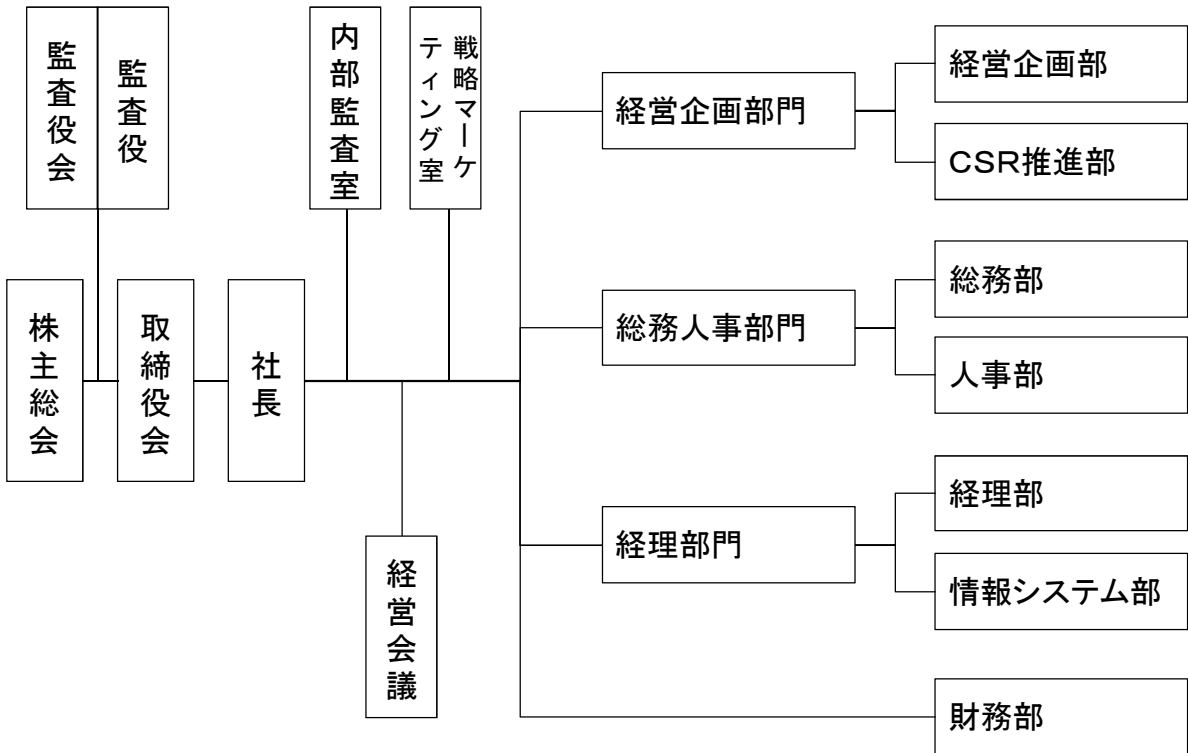 監査役会
監査役
内部監査室
戦略マーケ
ティング室
株主総会
取締役会
社長
経営会議
経営企画部門
経営企画部
CSR推進部
総務人事部門
総務部
人事部
経理部門
経理部
情報システム部
財務部